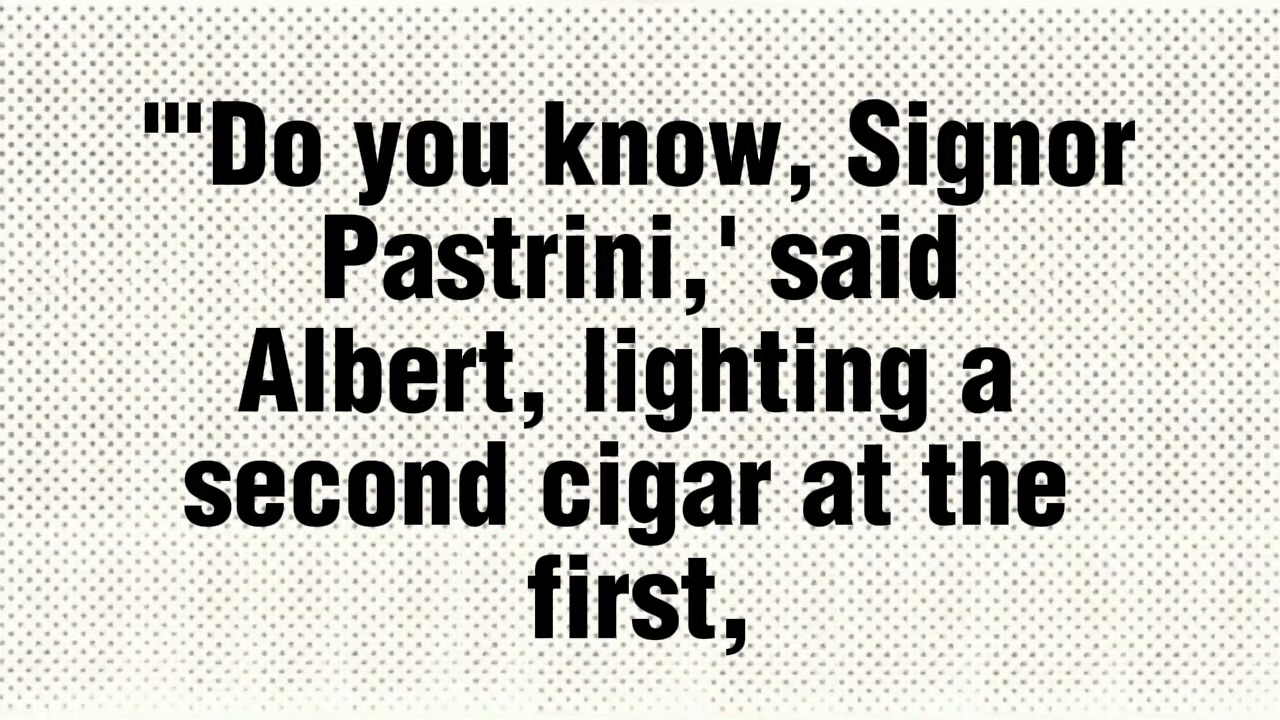 "'Do you know, Signor
Pastrini,' said
Albert, lighting a
second cigar at the
first,